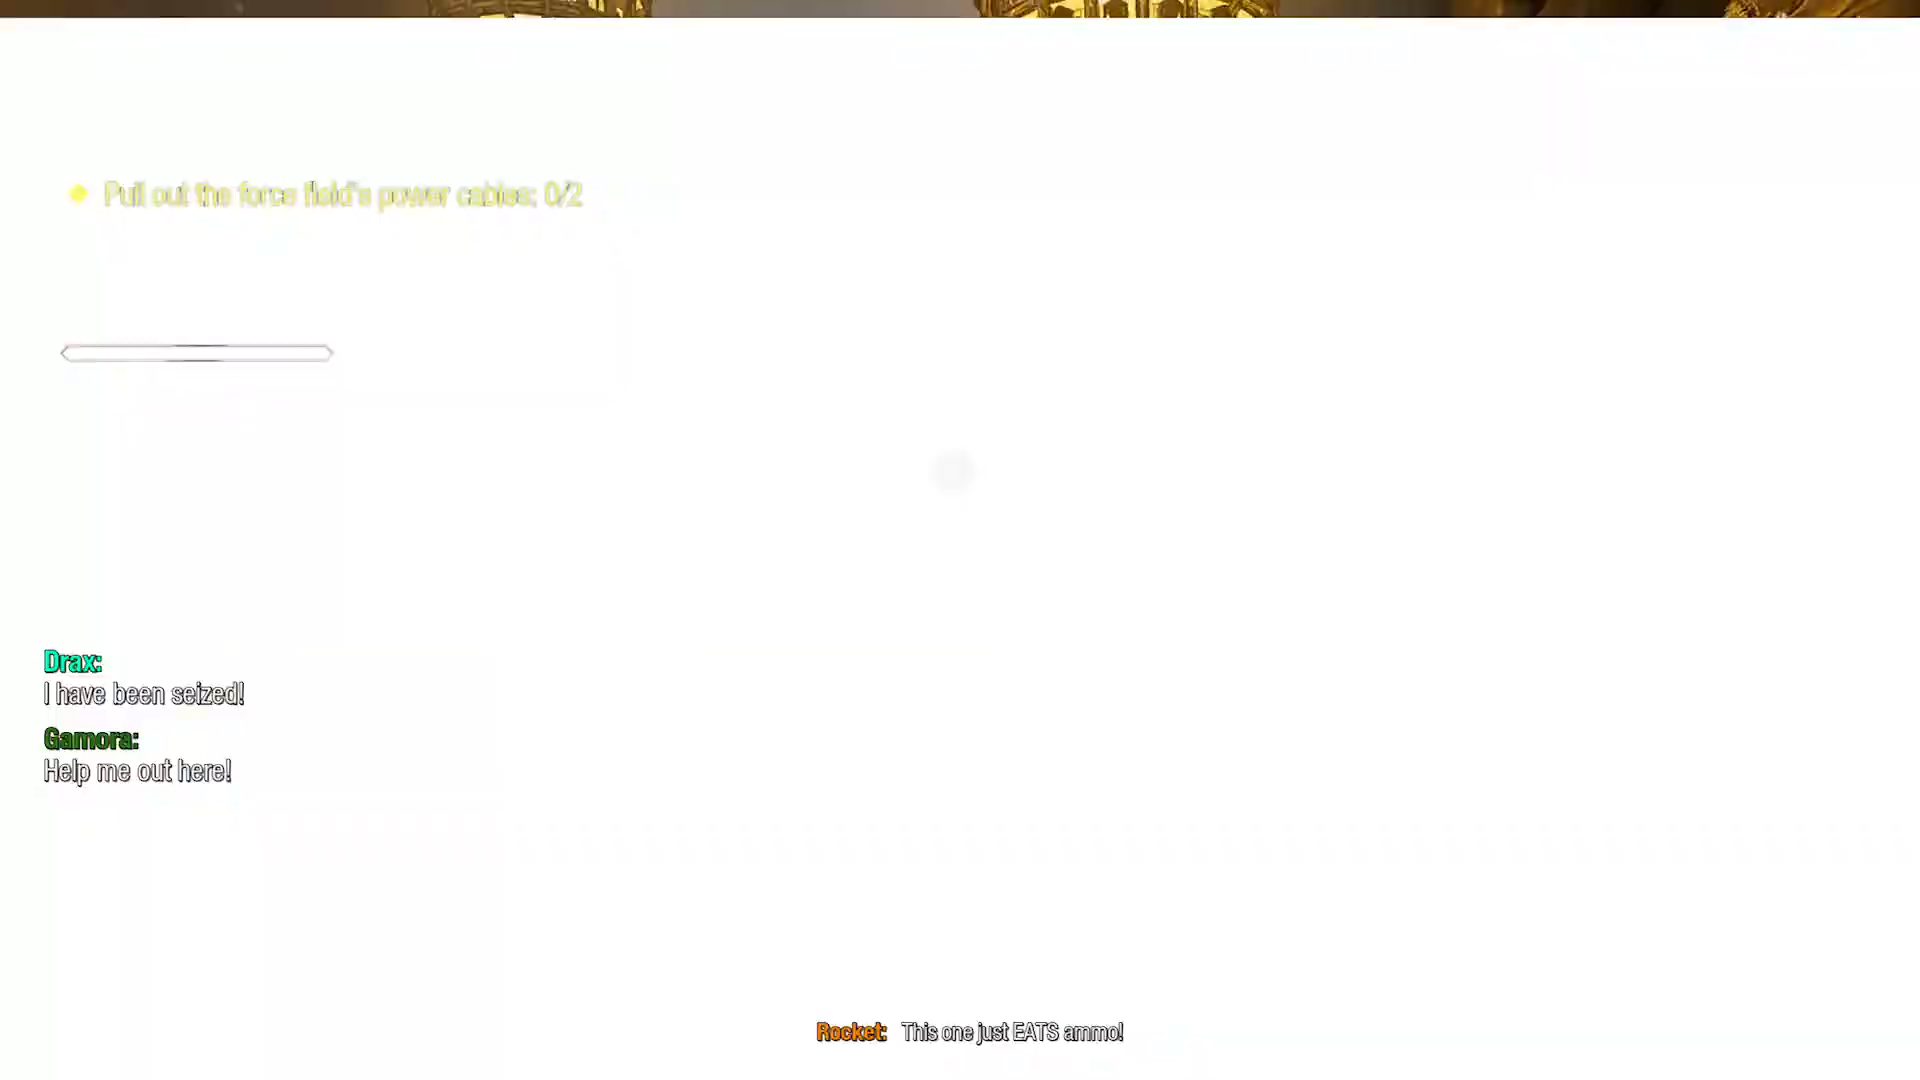 Pull out the force field's power cables: 0/2
Drax:
I have been seized!
Gamora:
Help me out here!
Rocket: This one just EATS ammo!